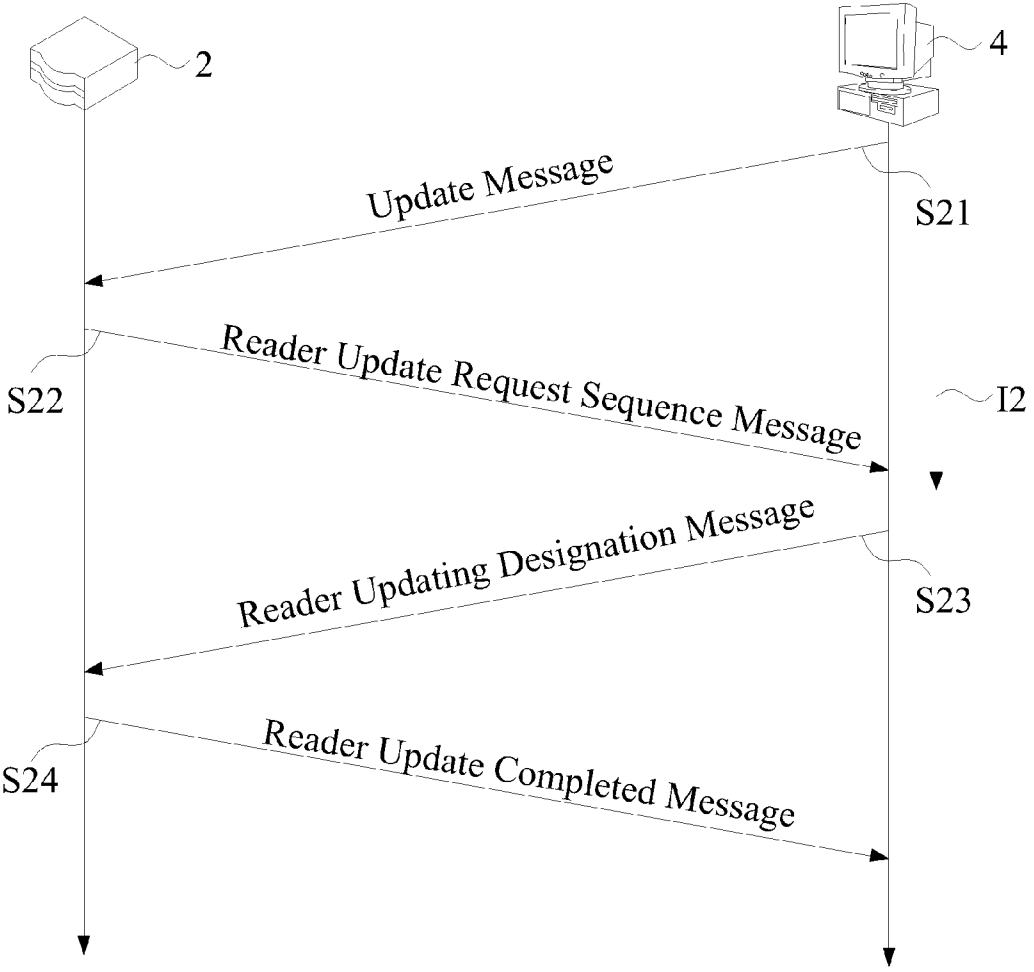 2
4
Update Message
S21
Reader Update Request Sequence Message
S22
I2
Reader Updating Designation Message
S23
Reader Update Completed Message
S24